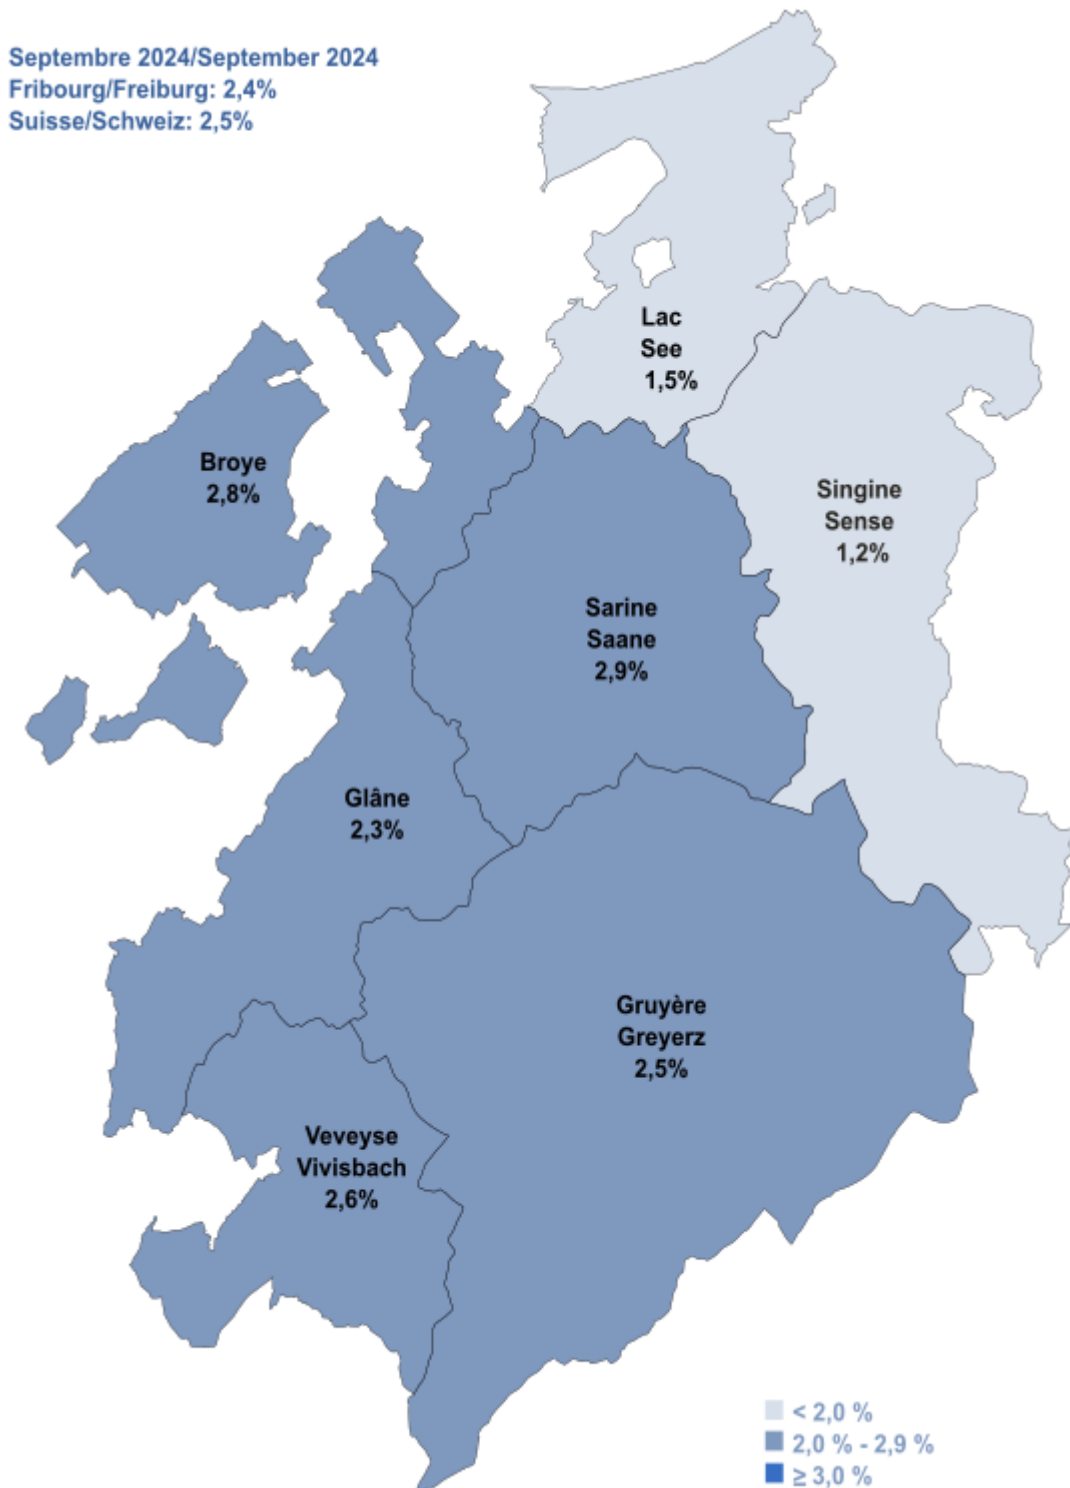 Septembre 2024/September 2024
Fribourg/Freiburg: 2,4%
Suisse/Schweiz: 2,5%
Lac
See
1,5%
Broye
2,8%
Singine
Sense
1,2%
Sarine
Saane
2,9%
Glâne
2,3%
Gruyère
Greyerz
2,5%
Veveyse
Vivisbach
2,6%
< 2,0 %
2,0 % - 2,9 %
≥ 3,0 %